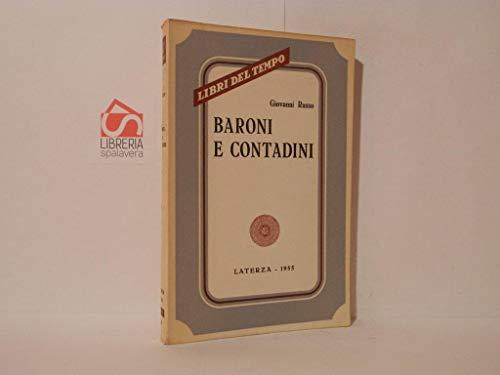 LIBRERIA
spalavera
LIBRI DEL TEMPO
Giovanni Russo
BARONI
E CONTADINI
LATERZA - 1955